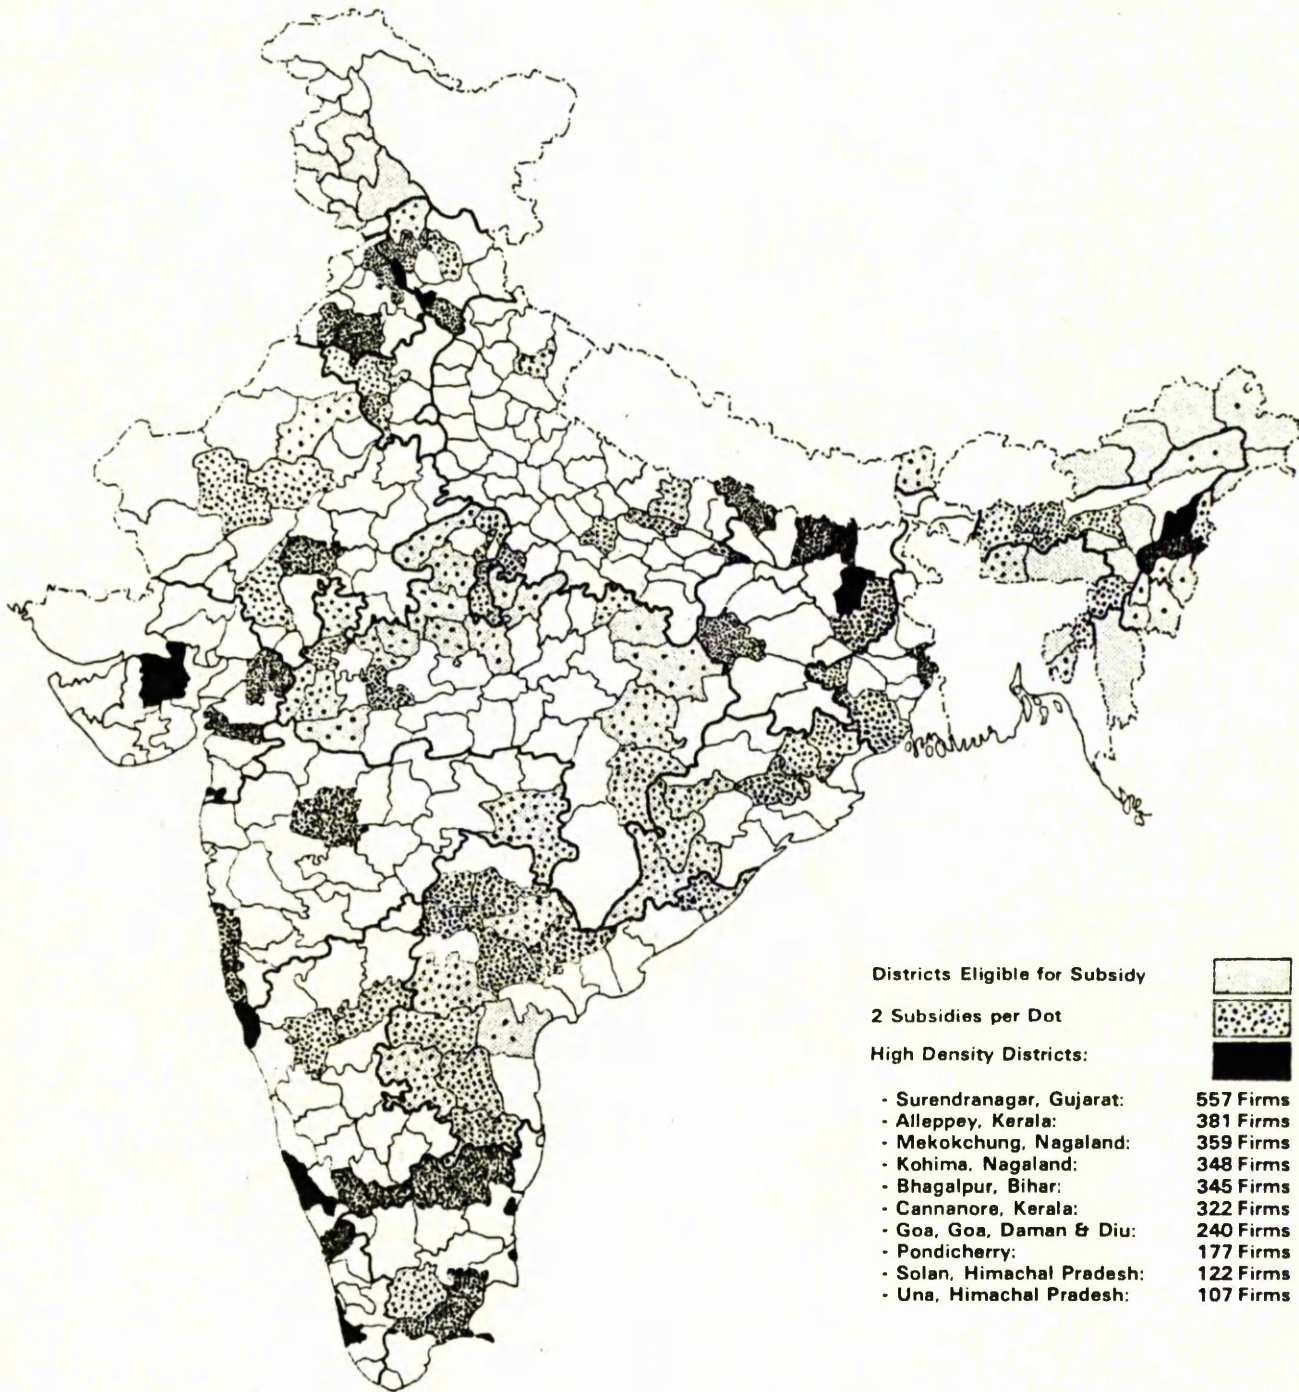 Districts Eligible for Subsidy
2 Subsidies per Dot
High Density Districts:
- Surendranagar, Gujarat: 557 Firms
- Alleppey, Kerala: 381 Firms
- Mekokchung, Nagaland: 359 Firms
- Kohima, Nagaland: 348 Firms
- Bhagalpur, Bihar: 345 Firms
- Cannanore, Kerala: 322 Firms
- Goa, Goa, Daman & Diu: 240 Firms
- Pondicherry: 177 Firms
- Solan, Himachal Pradesh: 122 Firms
- Una, Himachal Pradesh: 107 Firms